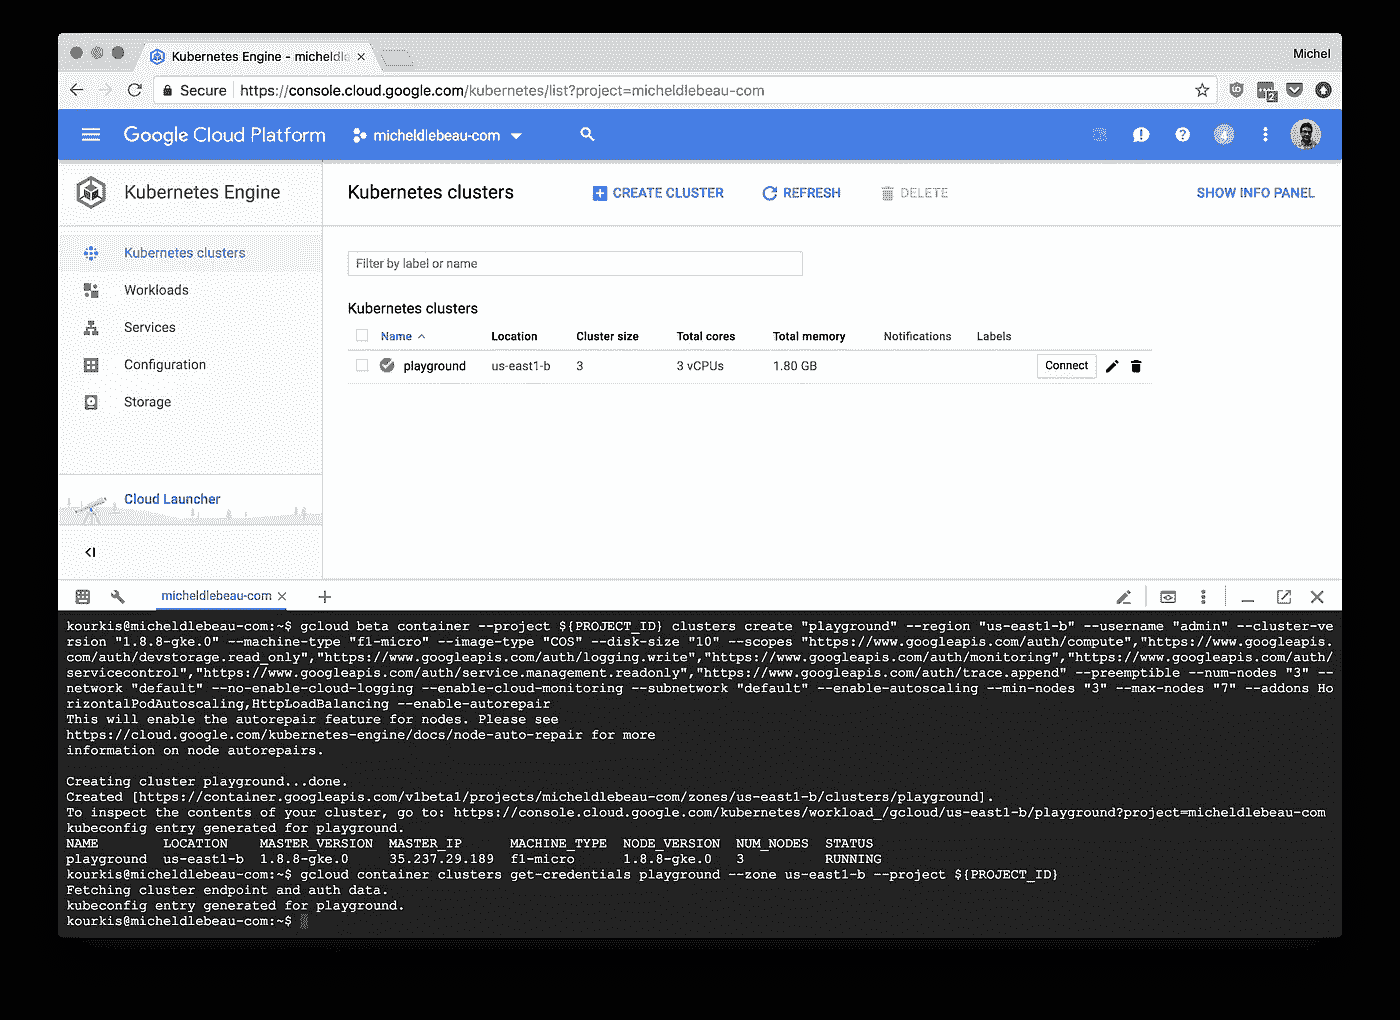 Kubernetes Engine - micheldl
Michel
Secure https://console.cloud.google.com/kubernetes/list?project=micheldlebeau-com
2
Google Cloud Platform
micheldlebeau-com
4
Kubernetes Engine
Kubernetes clusters
CREATE CLUSTER
REFRESH
DELETE
SHOW INFO PANEL
Kubernetes clusters
Workloads
Services
Configuration
Storage
Cloud Launcher
Filter by label or name
Kubernetes clusters
Name Location Cluster size Total cores Total memory Notifications Labels
playground us-east1-b 3 3 vCPUs 1.80 GB Connect
micheldlebeau-com
kourkis@micheldlebeau-com:~$ gcloud beta container --project ${PROJECT_ID} clusters create "playground" --region "us-east1-b" --username "admin" --cluster-ve
rsion "1.8.8-gke.0" --machine-type "f1-micro" --image-type "COS" --disk-size "10" --scopes "https://www.googleapis.com/auth/compute","https://www.googleapis.
com/auth/devstorage.read_only","https://www.googleapis.com/auth/logging.write","https://www.googleapis.com/auth/monitoring","https://www.googleapis.com/auth/
servicecontrol","https://www.googleapis.com/auth/service.management.readonly","https://www.googleapis.com/auth/trace.append" --preemptible --num-nodes "3" --
network "default" --no-enable-cloud-logging --enable-cloud-monitoring --subnetwork "default" --enable-autoscaling --min-nodes "3" --max-nodes "7" --addons Ho
rizontalPodAutoscaling,HttpLoadBalancing --enable-autorepair
This will enable the autorepair feature for nodes. Please see
https://cloud.google.com/kubernetes-engine/docs/node-auto-repair for more
information on node autorepairs.
Creating cluster playground...done.
Created [https://container.googleapis.com/v1beta1/projects/micheldlebeau-com/zones/us-east1-b/clusters/playground].
To inspect the contents of your cluster, go to: https://console.cloud.google.com/kubernetes/workload_/gcloud/us-east1-b/playground?project=micheldlebeau-com
kubeconfig entry generated for playground.
NAME LOCATION MASTER_VERSION MASTER_IP MACHINE_TYPE NODE_VERSION NUM_NODES STATUS
playground us-east1-b 1.8.8-gke.0 35.237.29.189 f1-micro 1.8.8-gke.0 3 RUNNING
kourkis@micheldlebeau-com:~$ gcloud container clusters get-credentials playground --zone us-east1-b --project ${PROJECT_ID}
Fetching cluster endpoint and auth data.
kubeconfig entry generated for playground.
kourkis@micheldlebeau-com:~$